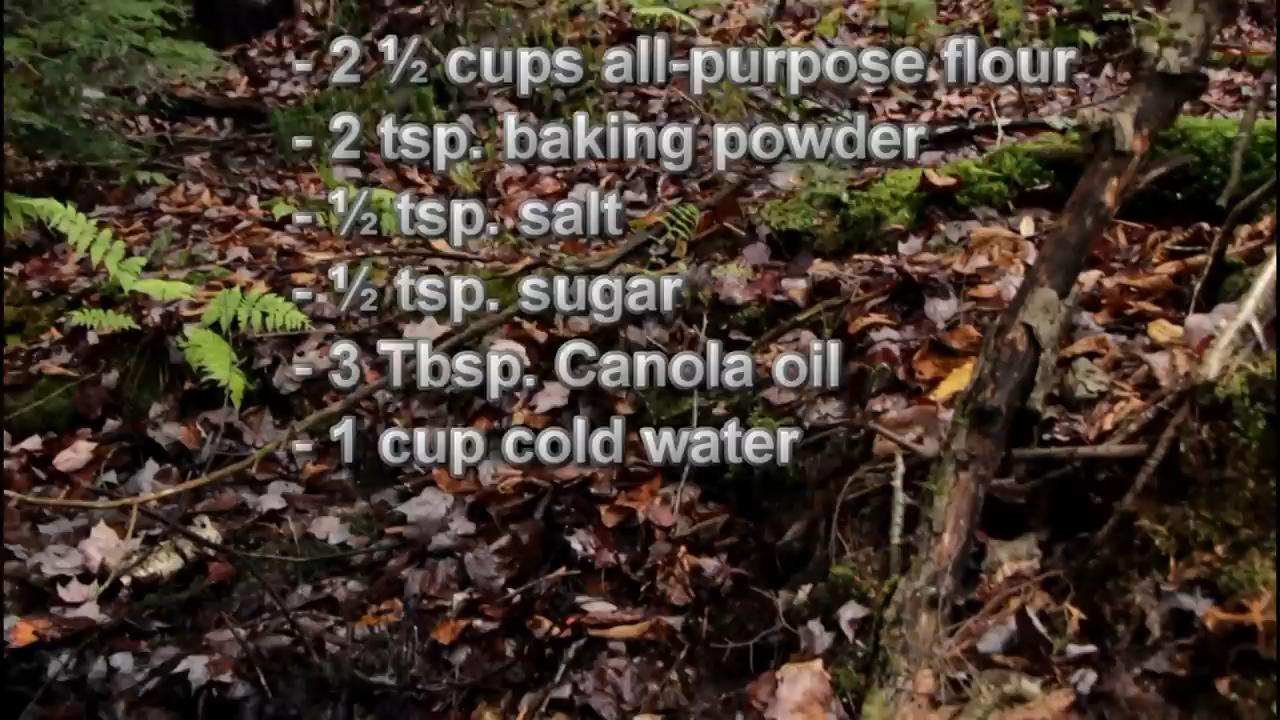 - 2 ½ cups all-purpose flour
- 2 tsp. baking powder
- ½ tsp. salt
- ½ tsp. sugar
- 3 Tbsp. Canola oil
- 1 cup cold water